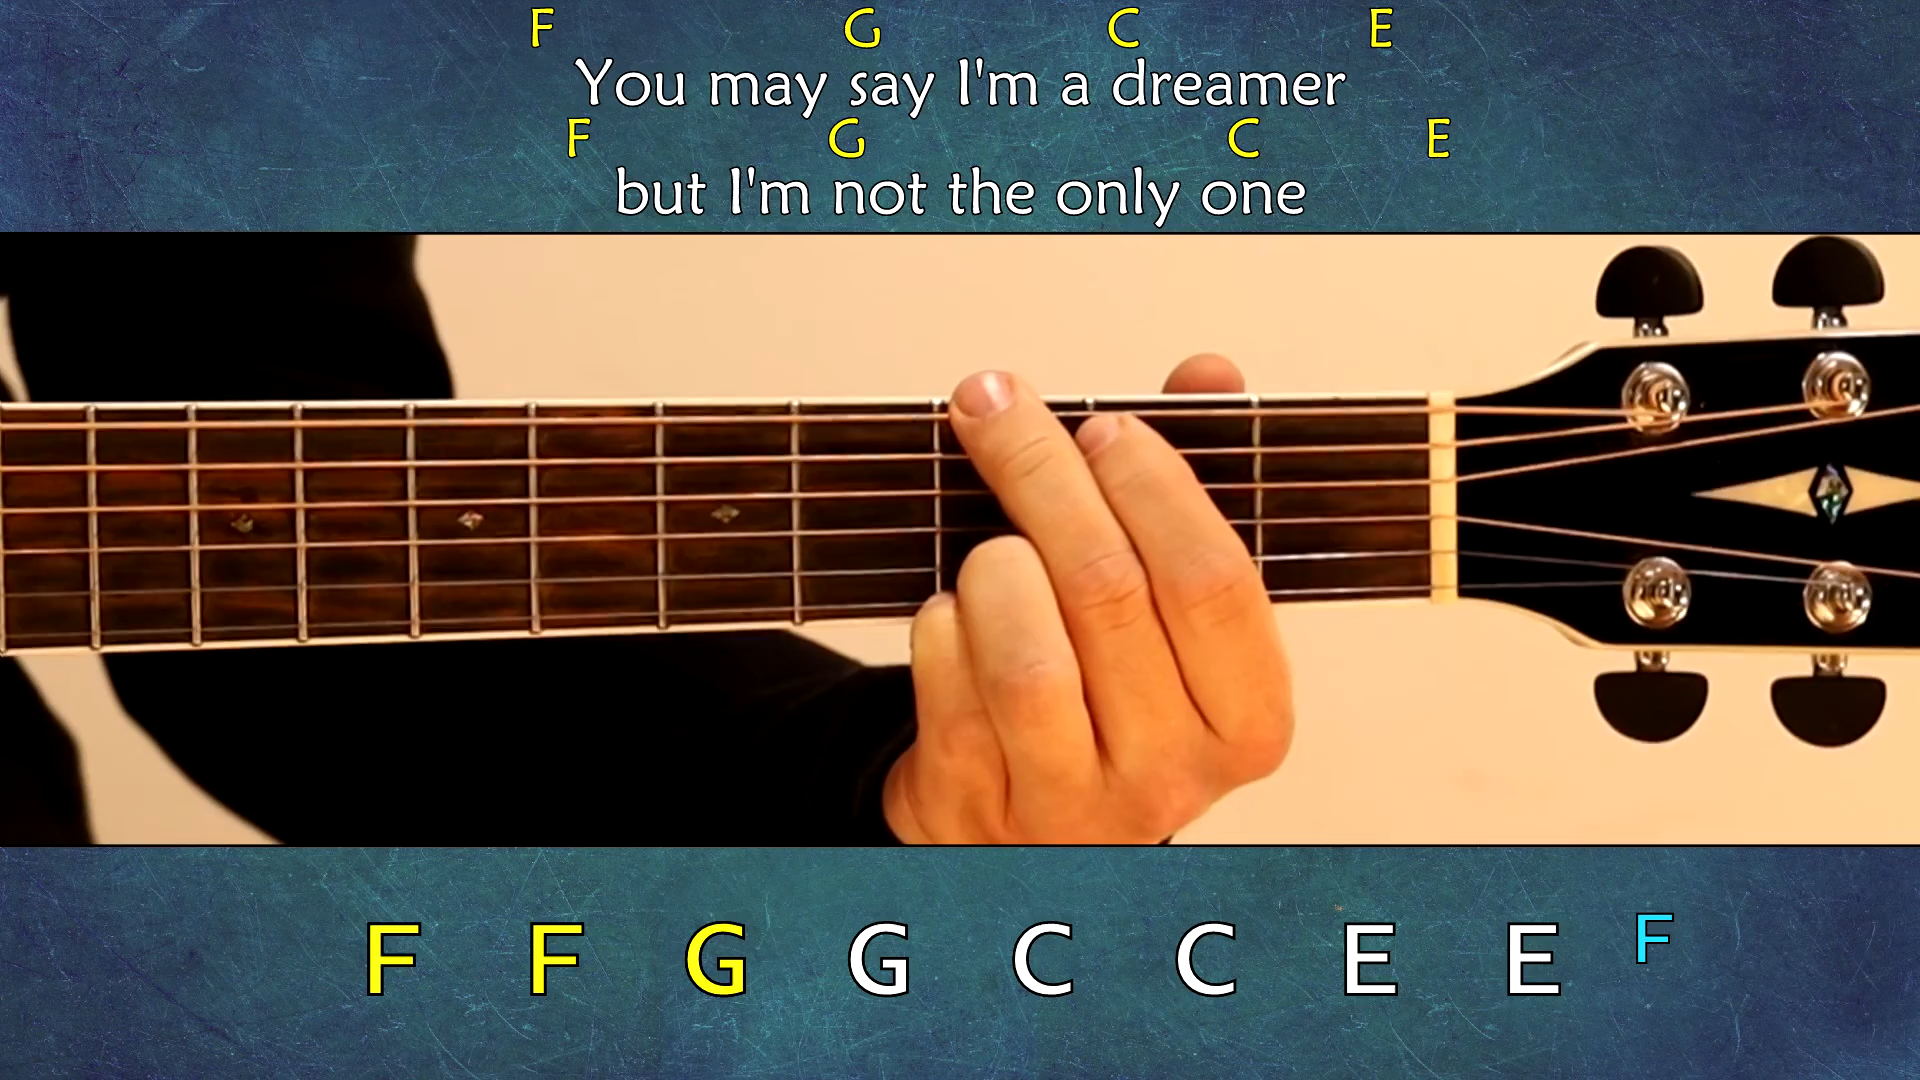 F G C E
You may say I'm a dreamer
F G C E
but I'm not the only one
F F G G C C E E F